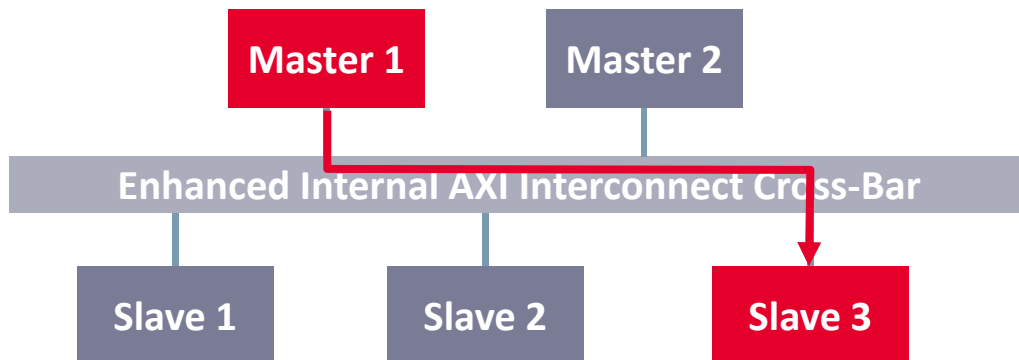 Master 1
Master 2
Enhanced Internal AXI Interconnect Cross-Bar
Slave 1
Slave 2
Slave 3